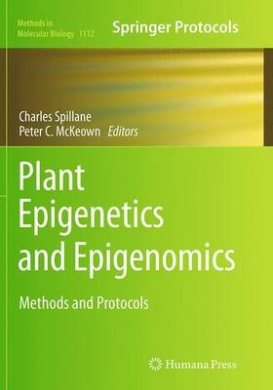 Methods in
Molecular Biology 1112
Springer Protocols
Charles Spillane
Peter C. McKeown Editors
Plant
Epigenetics
and Epigenomics
Methods and Protocols
Humana Press